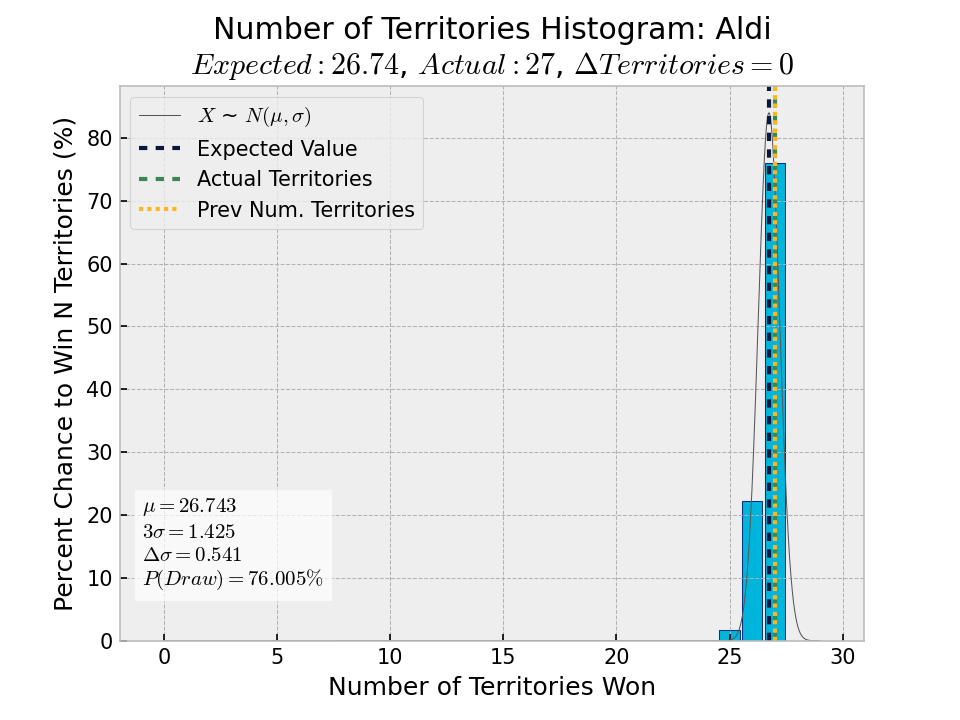 Number of Territories Histogram: Aldi
Expected : 26.74, Actual : 27, ΔTerritories = 0
X ~ N(μ, σ)
Expected Value
Actual Territories
Prev Num. Territories
Percent Chance to Win N Territories (%)
80
70
60
50
40
30
20
10
0
μ = 26.743
3σ = 1.425
Δσ = 0.541
P(Draw) = 76.005%
0 5 10 15 20 25 30
Number of Territories Won